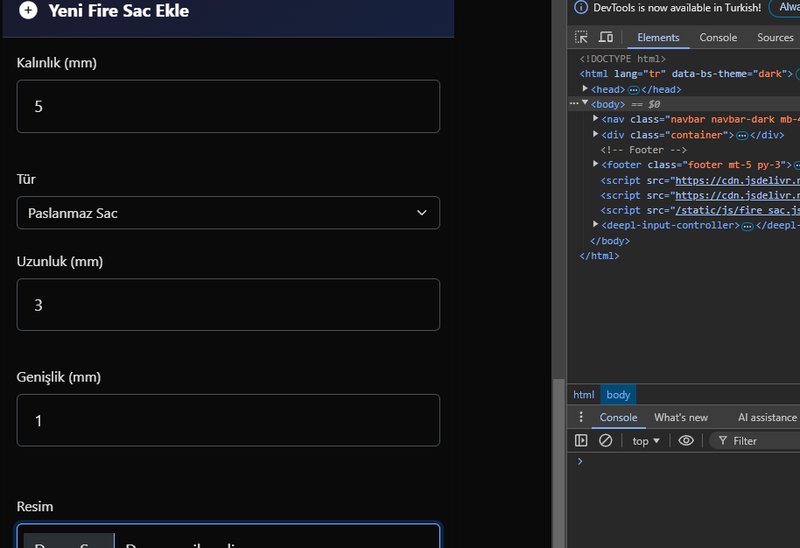 Yeni Fire Sac Ekle
Kalınlık (mm)
5
Tür
Paslanmaz Sac
Uzunluk (mm)
3
Genişlik (mm)
1
Resim
DevTools is now available in Turkish!
Elements Console Sources
<!DOCTYPE html>
<html lang="tr" data-bs-theme="dark">
<head> </head>
<body> == $0
<nav class="navbar navbar-dark mb-4
<div class="container"> </div>
<!-- Footer -->
<footer class="footer mt-5 py-3">
<script src="https://cdn.jsdelivr.n
<script src="https://cdn.jsdelivr.n
<script src="/static/js/fire_sac.js
<deepl-input-controller> </deepl-
</body>
</html>
html body
Console What's new AI assistance
top Filter